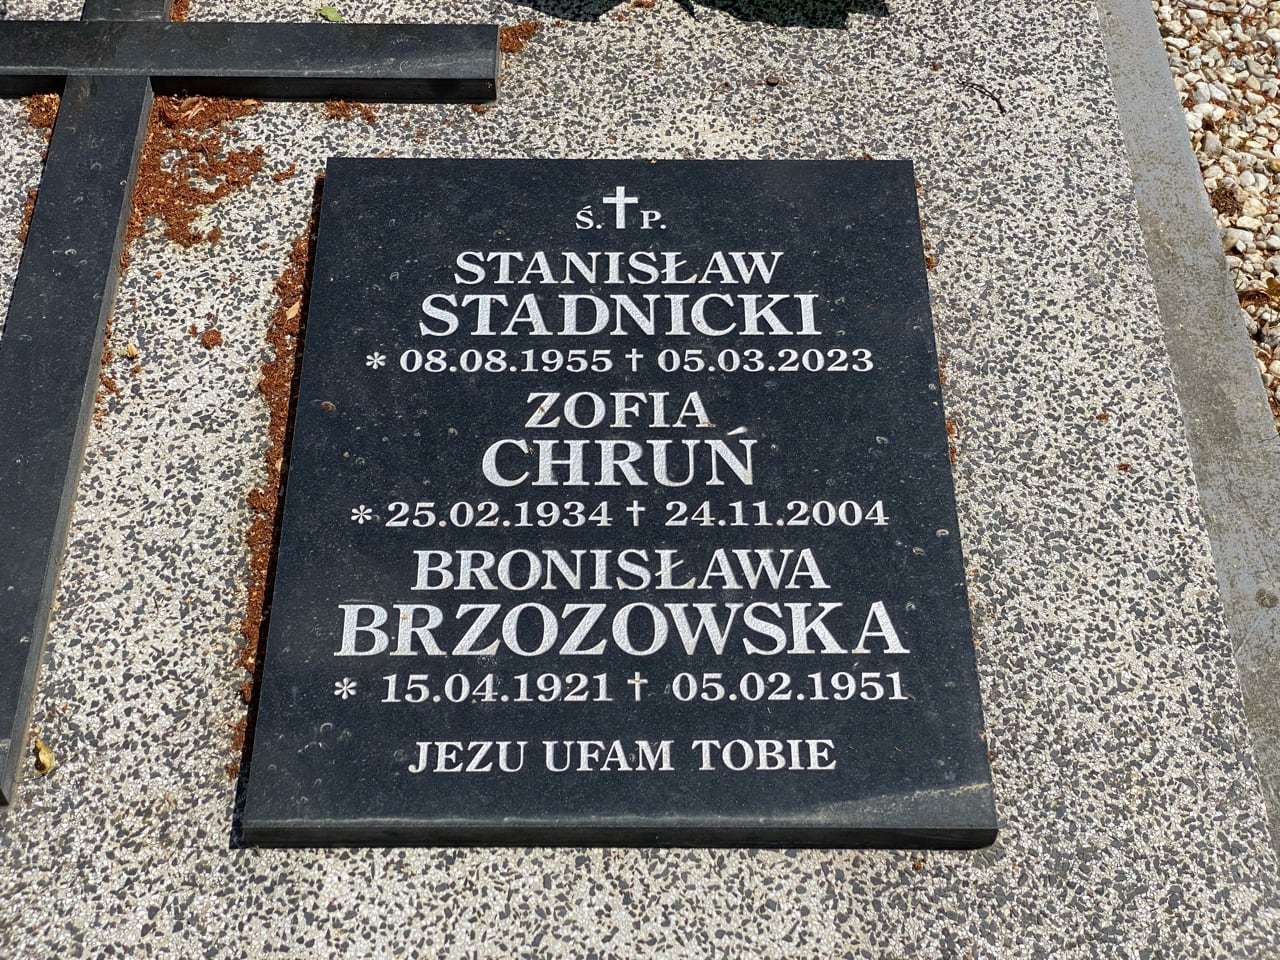 Ś.✝P.
STANISŁAW
STADNICKI
* 08.08.1955 † 05.03.2023
ZOFIA
CHRUŃ
* 25.02.1934 † 24.11.2004
BRONISŁAWA
BRZOZOWSKA
* 15.04.1921 † 05.02.1951
JEZU UFAM TOBIE